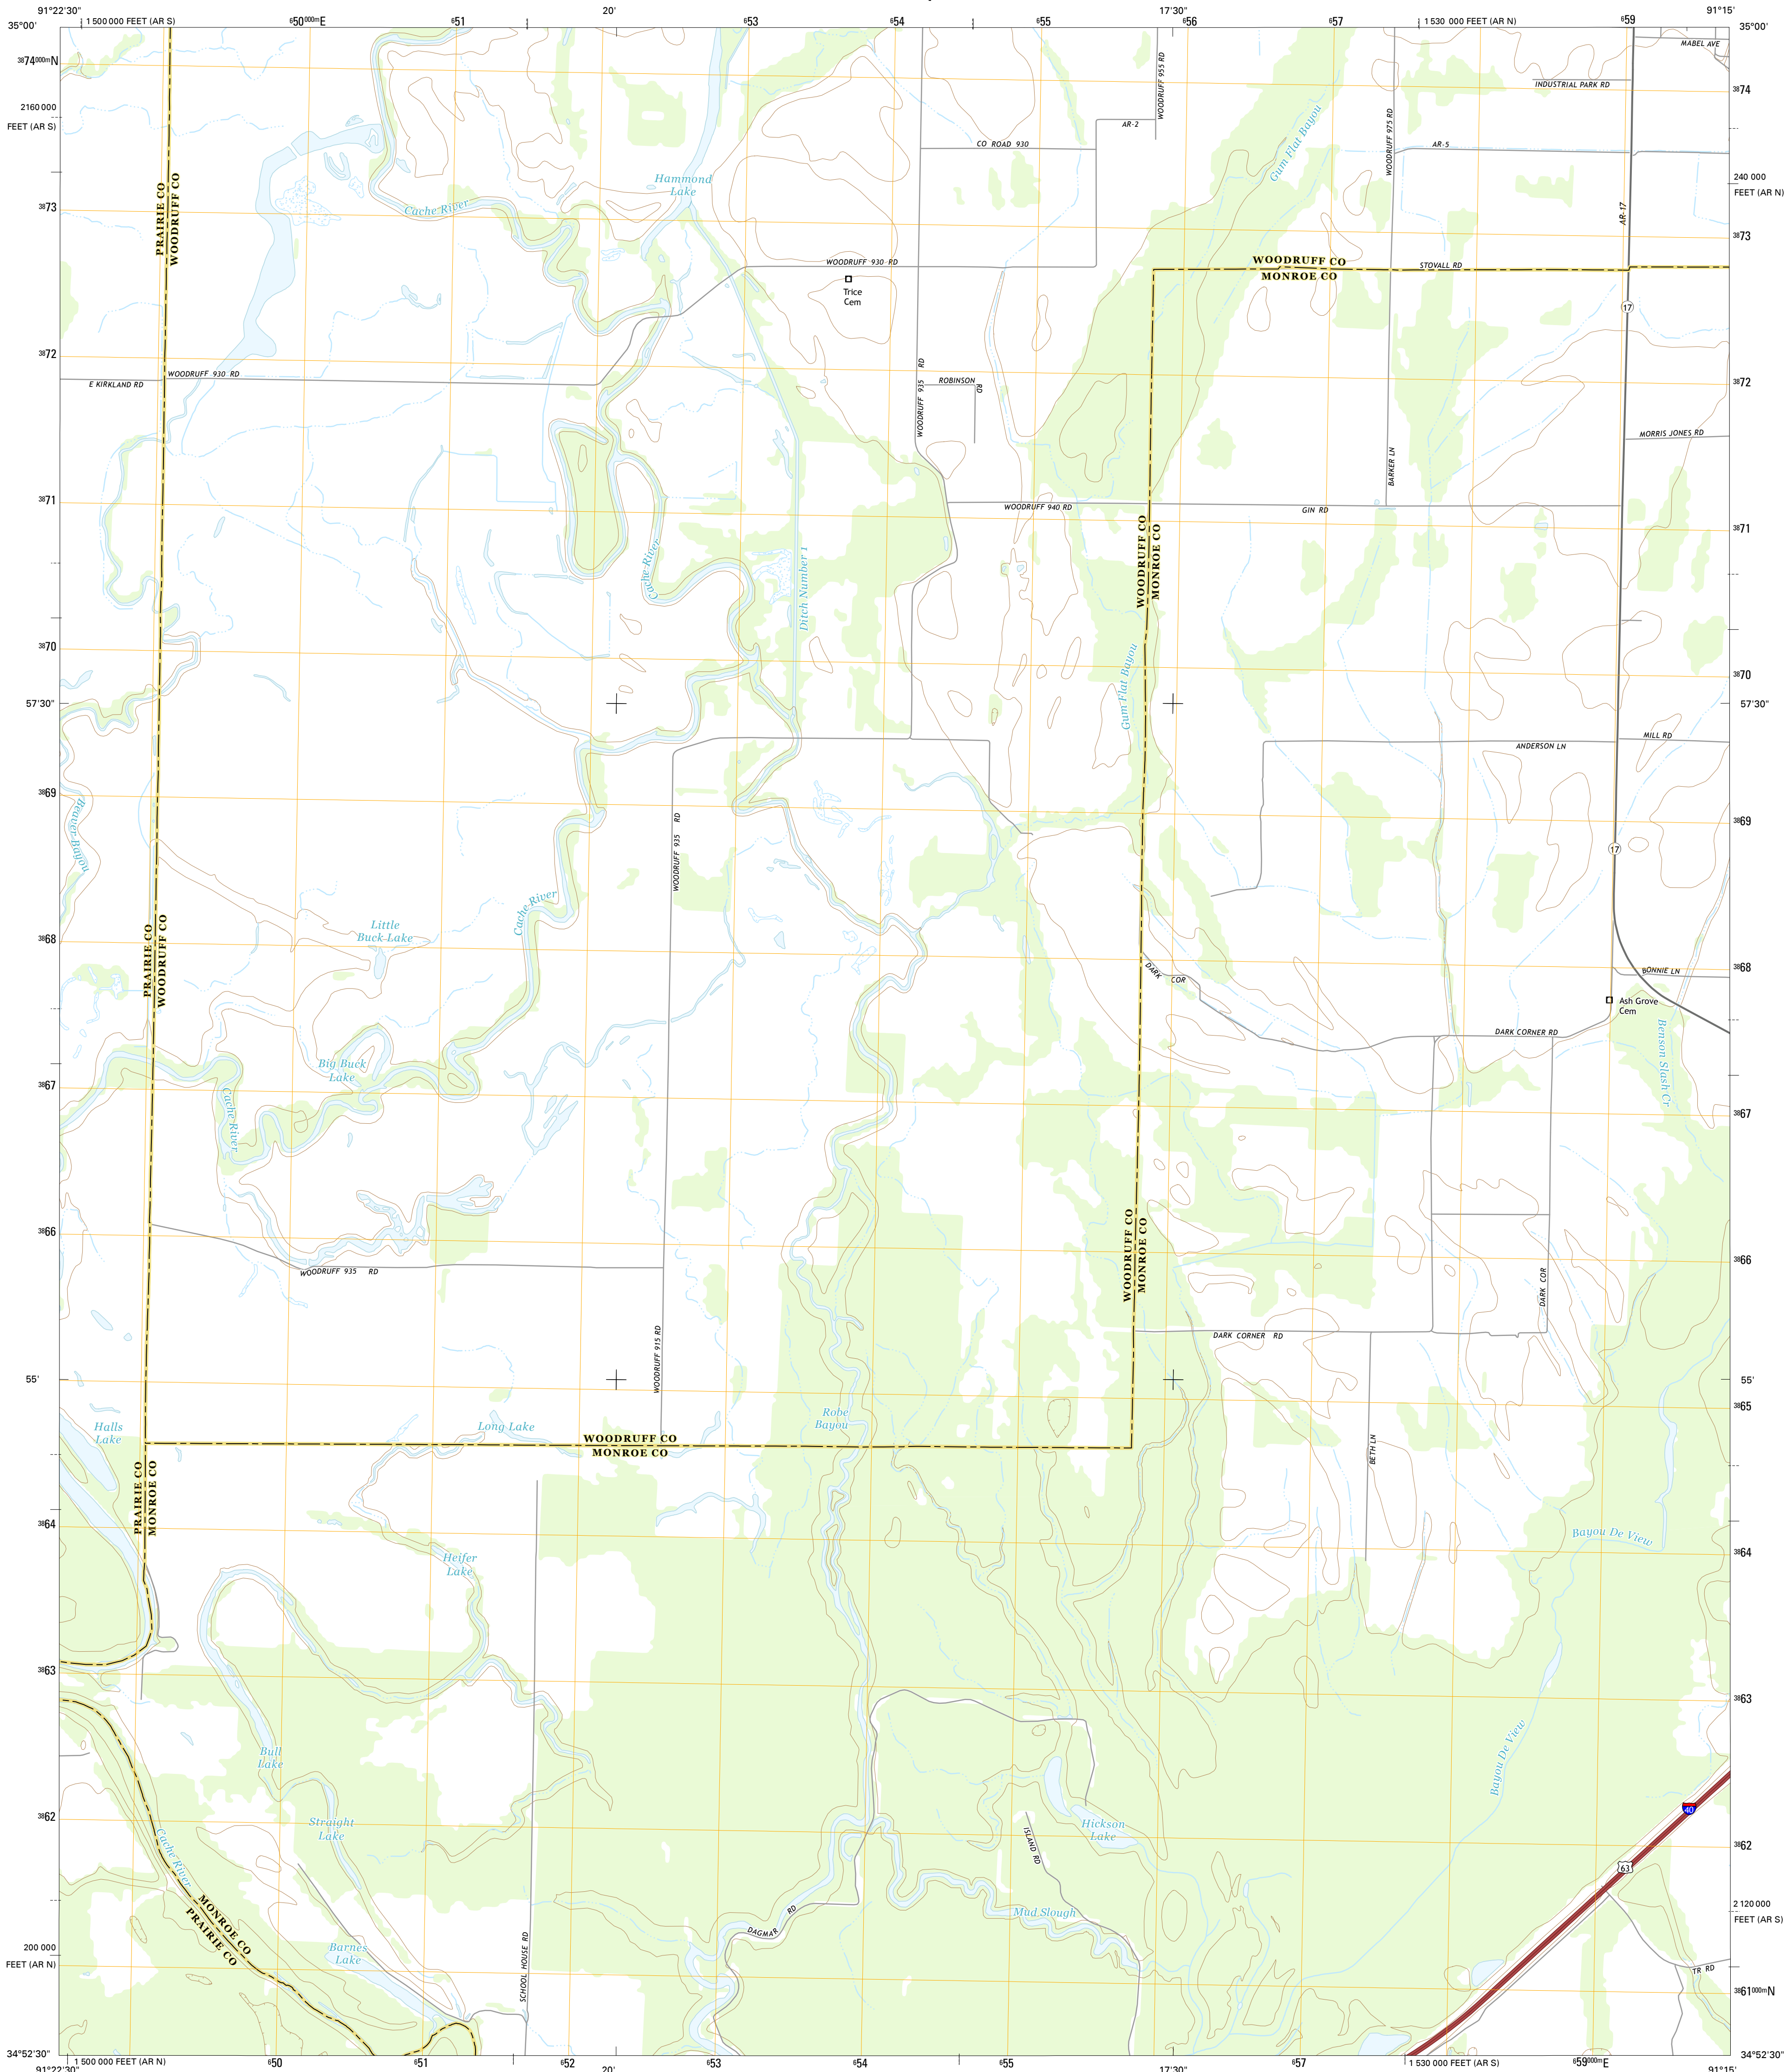 91°22'30"
1 500 000 FEET (AR S)
⁶50⁰⁰⁰ᵐE
⁶51
20'
⁶53
⁶54
⁶55
17'30"
⁶56
⁶57
1 530 000 FEET (AR N)
⁶59
91°15'
35°00'
35°00'
MABEL AVE
³⁸74⁰⁰⁰ᵐN
INDUSTRIAL PARK RD
³⁸74
2160 000
FEET (AR S)
WOODRUFF 955 RD
AR-2
CO ROAD 930
WOODRUFF 975 RD
AR-5
Gum Flat Bayou
Hammond
Lake
240 000
FEET (AR N)
Cache River
³⁸73
PRAIRIE CO
WOODRUFF CO
AR-17
³⁸73
WOODRUFF 930 RD
WOODRUFF CO
MONROE CO
STOVALL RD
Trice
Cem
17
³⁸72
E KIRKLAND RD
WOODRUFF 930 RD
WOODRUFF 935 RD
ROBINSON
RD
³⁸72
MORRIS JONES RD
BARKER LN
³⁸71
WOODRUFF 940 RD
GIN RD
³⁸71
Cache River
Ditch Number 1
WOODRUFF CO
MONROE CO
³⁸70
Gum Flat Bayou
³⁸70
57'30"
57'30"
ANDERSON LN
MILL RD
³⁸69
Beaver Bayou
WOODRUFF 935 RD
³⁸69
17
Cache River
Little
Buck Lake
³⁸68
PRAIRIE CO
WOODRUFF CO
DARK COR
BONNIE LN
³⁸68
Ash Grove
Cem
DARK CORNER RD
Benson Slash Cr
Big Buck
Lake
³⁸67
Cache River
³⁸67
³⁸66
WOODRUFF 935 RD
WOODRUFF CO
MONROE CO
³⁸66
DARK COR
DARK CORNER RD
WOODRUFF 915 RD
55'
55'
³⁸65
Halls
Lake
Long Lake
Robe
Bayou
WOODRUFF CO
MONROE CO
BETH LN
PRAIRIE CO
MONROE CO
³⁸64
Bayou De View
³⁸64
Heifer
Lake
³⁸63
³⁸63
Bull
Lake
Bayou De View
40
³⁸62
Straight
Lake
Hickson
Lake
ISLAND RD
³⁸62
Cache River
63
MONROE CO
PRAIRIE CO
Mud Slough
DAGMAR RD
2 120 000
FEET (AR S)
200 000
FEET (AR N)
Barnes
Lake
SCHOOL HOUSE RD
TR RD
³⁸61⁰⁰⁰ᵐN
34°52'30"
34°52'30"
1 500 000 FEET (AR N)
⁶50
⁶51
⁶52
20'
⁶53
⁶54
⁶55
17'30"
⁶57
1 530 000 FEET (AR S)
⁶59⁰⁰⁰ᵐE
91°22'30"
91°15'